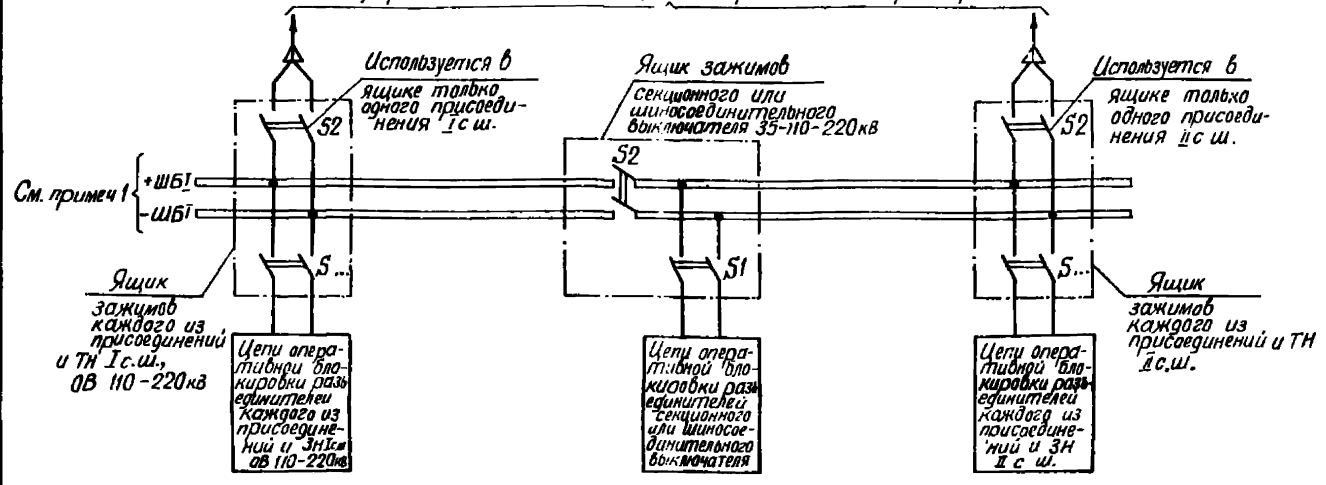 Используется в
ящике только
одного присоеди-
нения I с ш.
S2
Ящик зажимов
секционного или
шиносоединительного
выключателя 35-110-220кВ
S2
Используется в
ящике только
одного присоеди-
нения II с ш.
S2
См. примеч 1
+ШБI
-ШБI
S...
S1
S...
Ящик
зажимов
каждого из
присоединений
и ТН I с.ш.,
ОВ 110-220кВ
Ящик
зажимов
каждого из
присоединений и ТН
II с.ш.
Цепи опера-
тивной бло-
кировки разъ
единителей
каждого из
присоедине-
ний и ЗН I с.ш
ОВ 110-220кв
Цепи опера-
тивной бло-
кировки разъ
единителей
секционного
или шиносое-
динительного
выключателя
Цепи опера-
тивной бло-
кировки разъ
единителей
каждого из
присоедине-
ний и ЗН
II с ш.